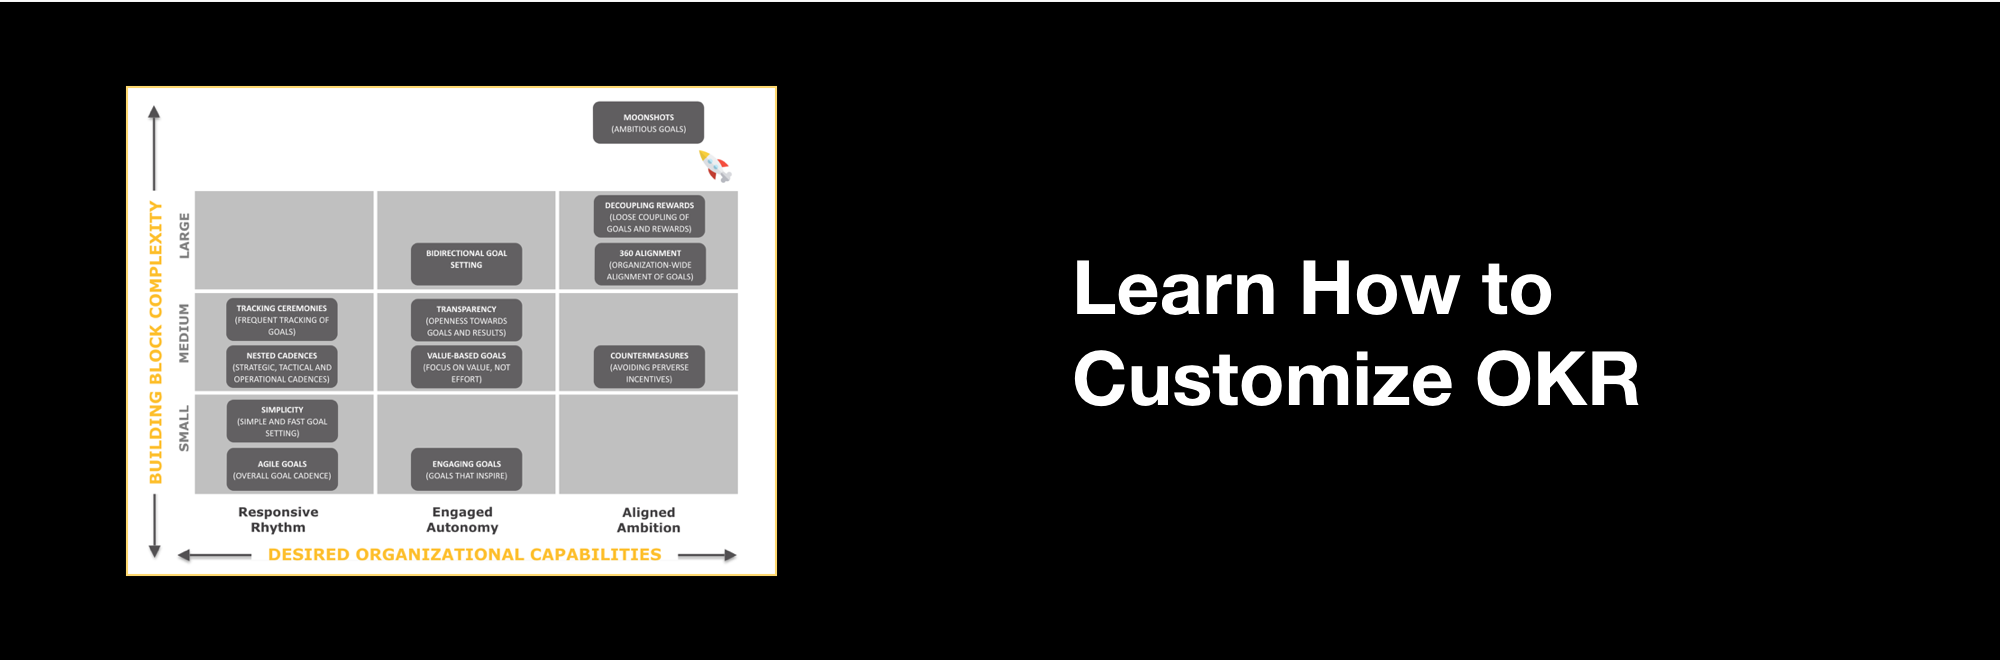 MOONSHOTS
(AMBITIOUS GOALS)
DECOUPLING REWARDS
(LOOSE COUPLING OF
GOALS AND REWARDS)
BIDIRECTIONAL GOAL
SETTING
360 ALIGNMENT
(ORGANIZATION-WIDE
ALIGNMENT OF GOALS)
TRACKING CEREMONIES
(FREQUENT TRACKING OF
GOALS)
TRANSPARENCY
(OPENNESS TOWARDS
GOALS AND RESULTS)
NESTED CADENCES
(STRATEGIC, TACTICAL AND
OPERATIONAL CADENCES)
VALUE-BASED GOALS
(FOCUS ON VALUE, NOT
EFFORT)
COUNTERMEASURES
(AVOIDING PERVERSE
INCENTIVES)
SIMPLICITY
(SIMPLE AND FAST GOAL
SETTING)
AGILE GOALS
(OVERALL GOAL CADENCE)
ENGAGING GOALS
(GOALS THAT INSPIRE)
BUILDING BLOCK COMPLEXITY
LARGE
MEDIUM
SMALL
Responsive
Rhythm
Engaged
Autonomy
Aligned
Ambition
DESIRED ORGANIZATIONAL CAPABILITIES
Learn How to
Customize OKR